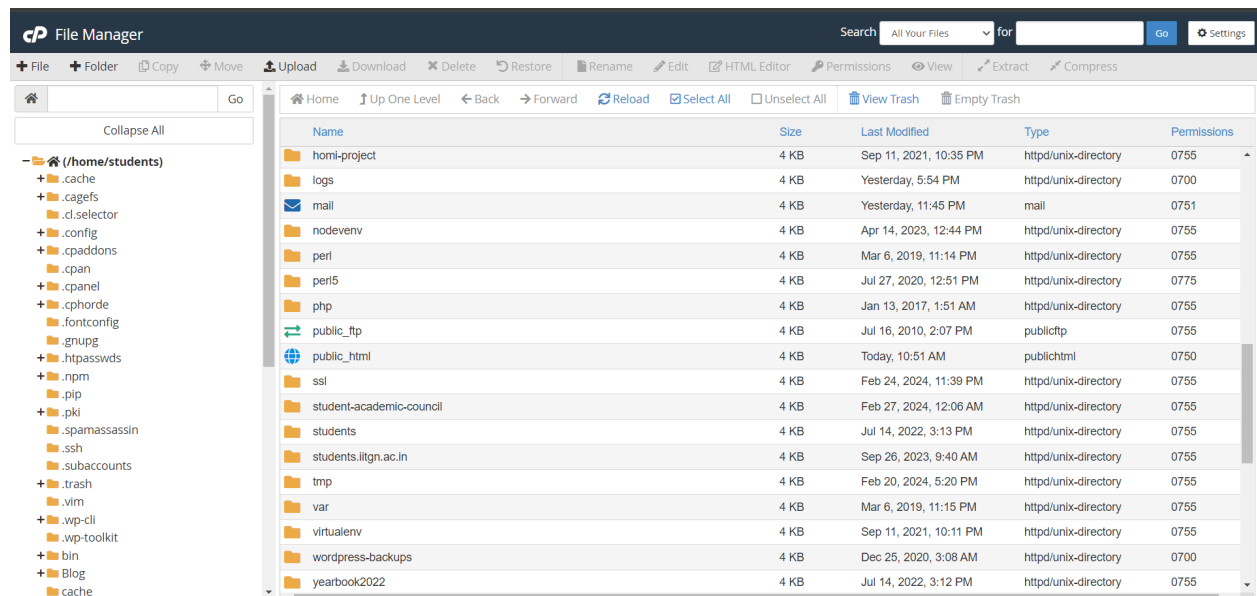 cP File Manager Search All Your Files for Go Settings
File Folder Copy Move Upload Download Delete Restore Rename Edit HTML Editor Permissions View Extract Compress
Go
Collapse All
(/home/students)
.cache
.cagefs
.cl.selector
.config
.cpaddons
.cpan
.cpanel
.cphorde
.fontconfig
.gnupg
.htpasswds
.npm
.pip
.pki
.spamassassin
.ssh
.subaccounts
.trash
.vim
.wp-cli
.wp-toolkit
bin
Blog
cache
Home Up One Level Back Forward Reload Select All Unselect All View Trash Empty Trash
Name Size Last Modified Type Permissions
homi-project 4 KB Sep 11, 2021, 10:35 PM httpd/unix-directory 0755
logs 4 KB Yesterday, 5:54 PM httpd/unix-directory 0700
mail 4 KB Yesterday, 11:45 PM mail 0751
nodevenv 4 KB Apr 14, 2023, 12:44 PM httpd/unix-directory 0755
perl 4 KB Mar 6, 2019, 11:14 PM httpd/unix-directory 0755
perl5 4 KB Jul 27, 2020, 12:51 PM httpd/unix-directory 0775
php 4 KB Jan 13, 2017, 1:51 AM httpd/unix-directory 0755
public_ftp 4 KB Jul 16, 2010, 2:07 PM publicftp 0755
public_html 4 KB Today, 10:51 AM publichtml 0750
ssl 4 KB Feb 24, 2024, 11:39 PM httpd/unix-directory 0755
student-academic-council 4 KB Feb 27, 2024, 12:06 AM httpd/unix-directory 0755
students 4 KB Jul 14, 2022, 3:13 PM httpd/unix-directory 0755
students.iitgn.ac.in 4 KB Sep 26, 2023, 9:40 AM httpd/unix-directory 0755
tmp 4 KB Feb 20, 2024, 5:20 PM httpd/unix-directory 0755
var 4 KB Mar 6, 2019, 11:15 PM httpd/unix-directory 0755
virtualenv 4 KB Sep 11, 2021, 10:11 PM httpd/unix-directory 0755
wordpress-backups 4 KB Dec 25, 2020, 3:08 AM httpd/unix-directory 0700
yearbook2022 4 KB Jul 14, 2022, 3:12 PM httpd/unix-directory 0755